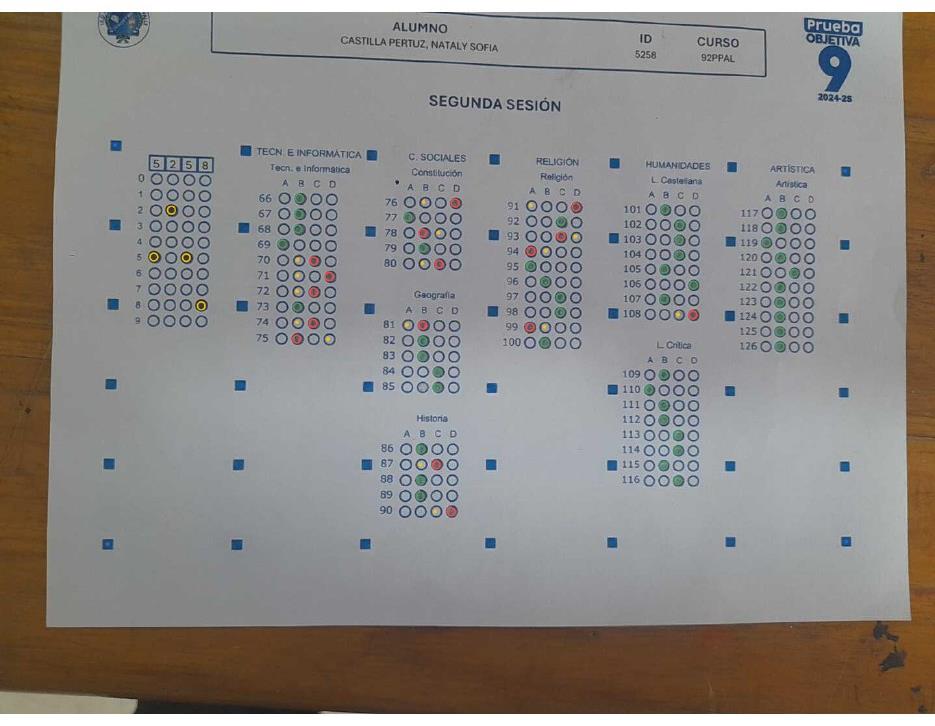 ALUMNO
CASTILLA PERTUZ, NATALY SOFIA
ID
5258
CURSO
92PPAL
Prueba
OBJETIVA
9
2024-25
SEGUNDA SESIÓN
5 2 5 8
0
1
2
3
4
5
6
7
8
9
TECN. E INFORMÁTICA
Tecn. e Informática
A B C D
66
67
68
69
70
71
72
73
74
75
C. SOCIALES
Constitución
A B C D
76
77
78
79
80
Geografía
A B C D
81
82
83
84
85
Historia
A B C D
86
87
88
89
90
RELIGIÓN
Religión
A B C D
91
92
93
94
95
96
97
98
99
100
HUMANIDADES
L. Castellana
A B C D
101
102
103
104
105
106
107
108
L. Crítica
A B C D
109
110
111
112
113
114
115
116
ARTÍSTICA
Artística
A B C D
117
118
119
120
121
122
123
124
125
126